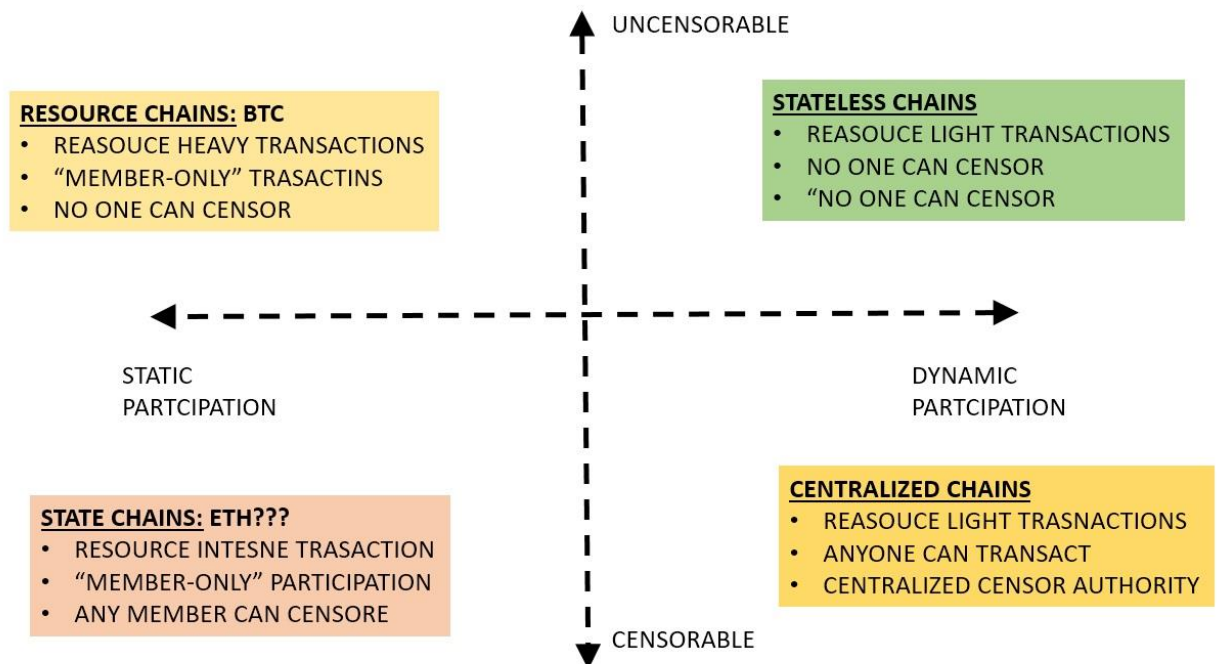 UNCENSORABLE
RESOURCE CHAINS: BTC
• REASOUCE HEAVY TRANSACTIONS
• “MEMBER-ONLY” TRASACTINS
• NO ONE CAN CENSOR
STATELESS CHAINS
• REASOUCE LIGHT TRANSACTIONS
• NO ONE CAN CENSOR
• “NO ONE CAN CENSOR
STATIC
PARTCIPATION
DYNAMIC
PARTCIPATION
STATE CHAINS: ETH???
• RESOURCE INTESNE TRASACTION
• “MEMBER-ONLY” PARTICIPATION
• ANY MEMBER CAN CENSORE
CENTRALIZED CHAINS
• REASOUCE LIGHT TRASNACTIONS
• ANYONE CAN TRANSACT
• CENTRALIZED CENSOR AUTHORITY
CENSORABLE